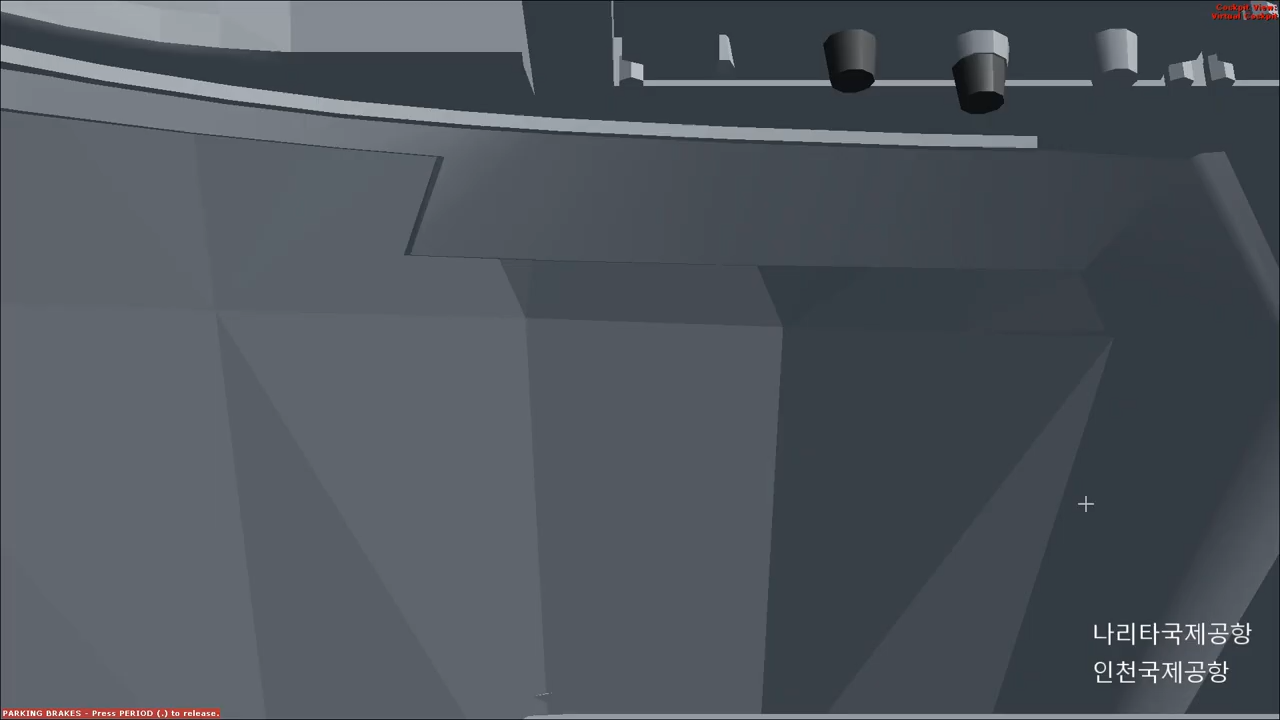 Cockpit View:
Virtual Cockpit
나리타국제공항
인천국제공항
PARKING BRAKES - Press PERIOD (.) to release.